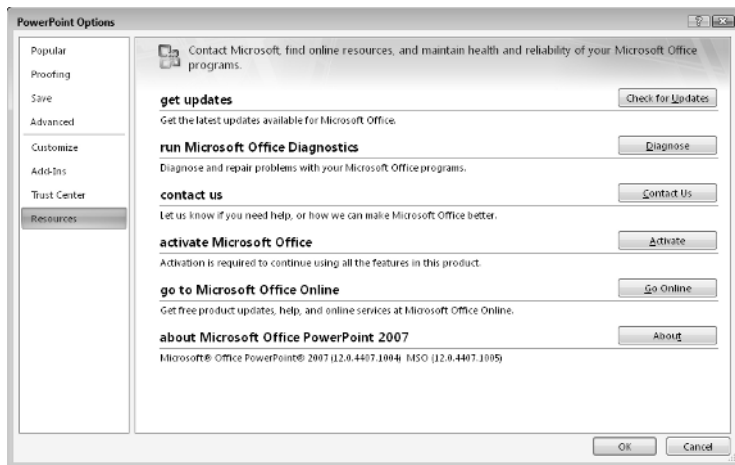 PowerPoint Options
Popular
Proofing
Save
Advanced
Customize
Add-Ins
Trust Center
Resources
Contact Microsoft, find online resources, and maintain health and reliability of your Microsoft Office
programs.
get updates
Check for Updates
Get the latest updates available for Microsoft Office.
run Microsoft Office Diagnostics
Diagnose
Diagnose and repair problems with your Microsoft Office programs.
contact us
Contact Us
Let us know if you need help, or how we can make Microsoft Office better.
activate Microsoft Office
Activate
Activation is required to continue using all the features in this product.
go to Microsoft Office Online
Go Online
Get free product updates, help, and online services at Microsoft Office Online.
about Microsoft Office PowerPoint 2007
About
Microsoft® Office PowerPoint® 2007 (12.0.4407.1004) MSO (12.0.4407.1005)
OK
Cancel